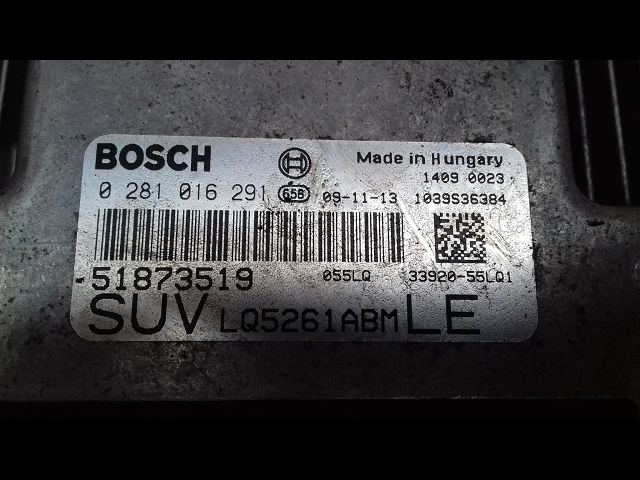 BOSCH Made in Hungary
1409 0023
0 281 016 291 656 09-11-13 1039S36384
51873519 055LQ 33920-55LQ1
SUV LQ5261ABM LE